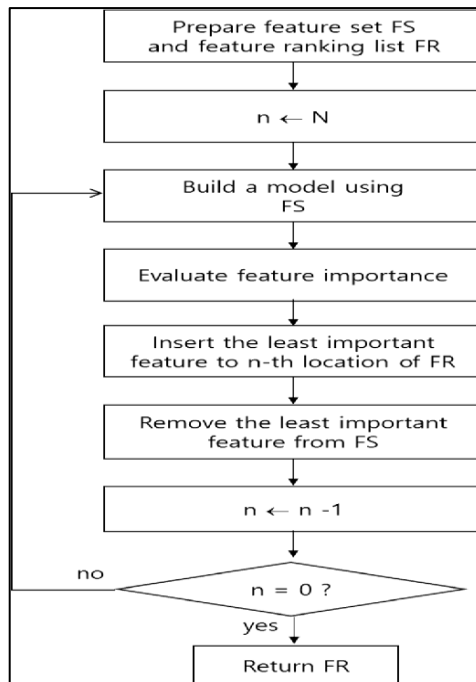 Prepare feature set FS
and feature ranking list FR
n ← N
Build a model using
FS
Evaluate feature importance
Insert the least important
feature to n-th location of FR
Remove the least important
feature from FS
n ← n -1
no
n = 0 ?
yes
Return FR